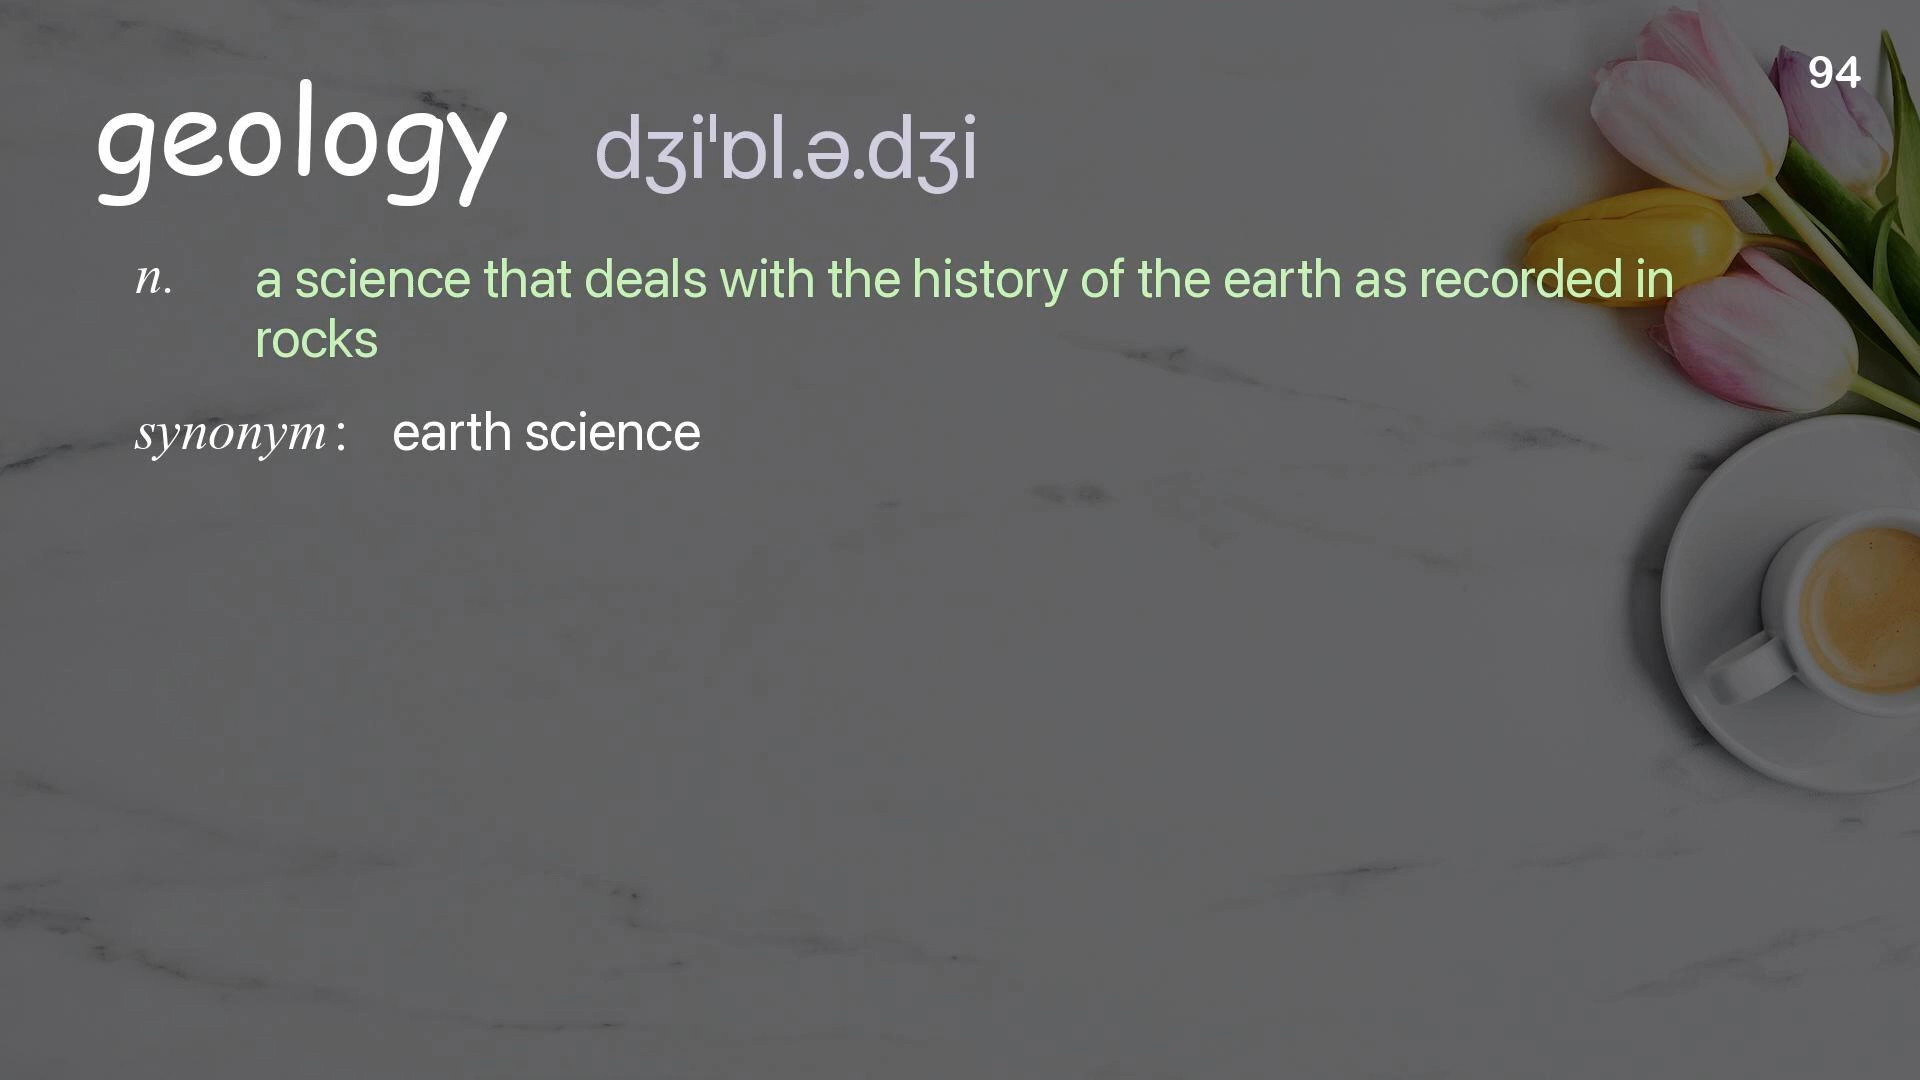 94
geology dʒiˈɒl.ə.dʒi
n. a science that deals with the history of the earth as recorded in
rocks
synonym: earth science